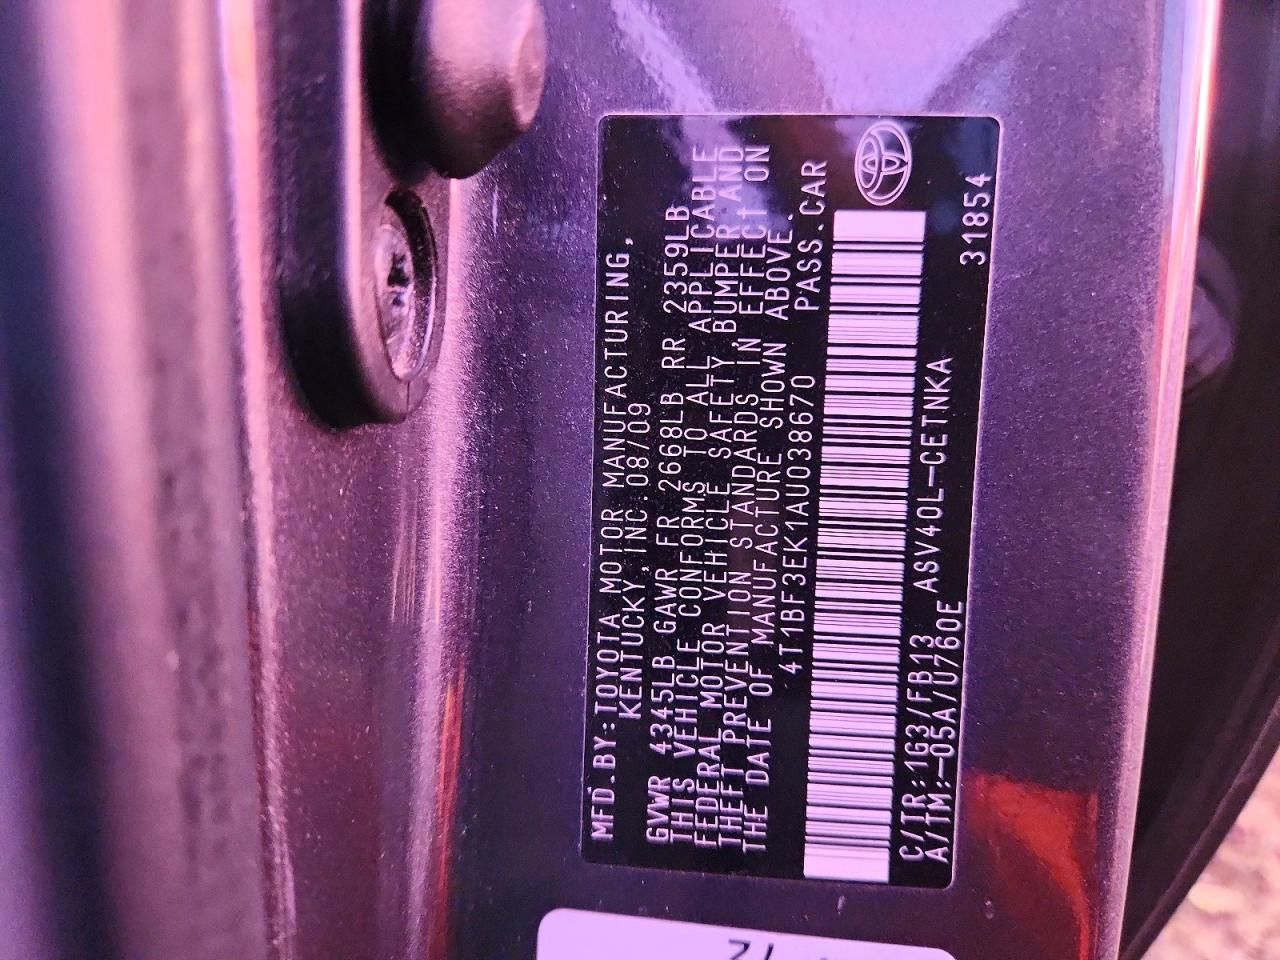 MFD.BY:TOYOTA MOTOR MANUFACTURING,
KENTUCKY,INC.08/09
GVWR 4345LB GAWR FR 2668LB RR 2359LB
THIS VEHICLE CONFORMS TO ALL APPLICABLE
FEDERAL MOTOR VEHICLE SAFETY,BUMPER AND
THEFT PREVENTION STANDARDS IN EFFECT ON
THE DATE OF MANUFACTURE SHOWN ABOVE.
4T1BF3EK1AU038670 PASS.CAR
C/TR:1G3/FB13 ASV40L-CETNKA
A/TM:-05A/U760E 31854